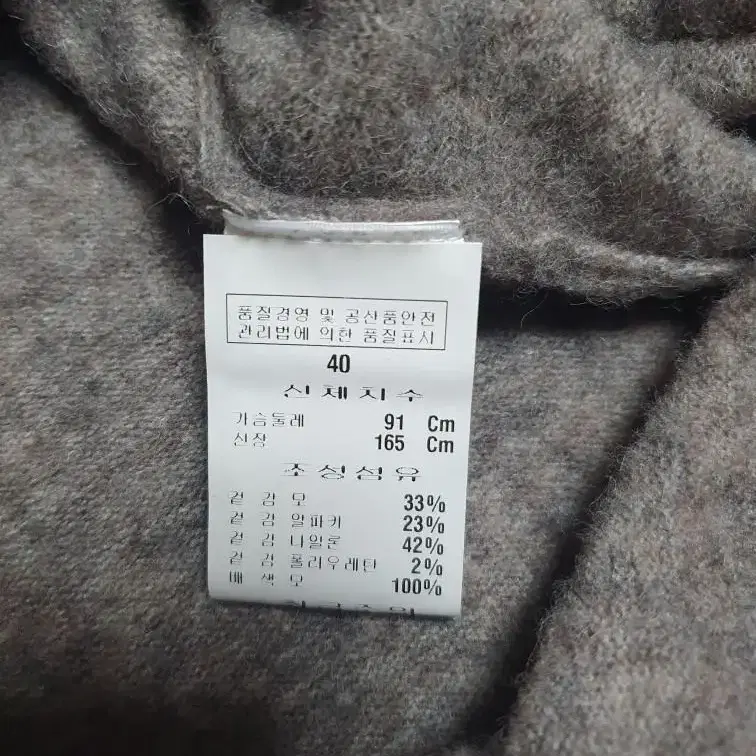 품질경영 및 공산품안전
관리법에 의한 품질표시
40
신체치수
가슴둘레 91 Cm
신장 165 Cm
조성섬유
겉감모 33%
겉감알파카 23%
겉감나일론 42%
겉감폴리우레탄 2%
배색모 100%